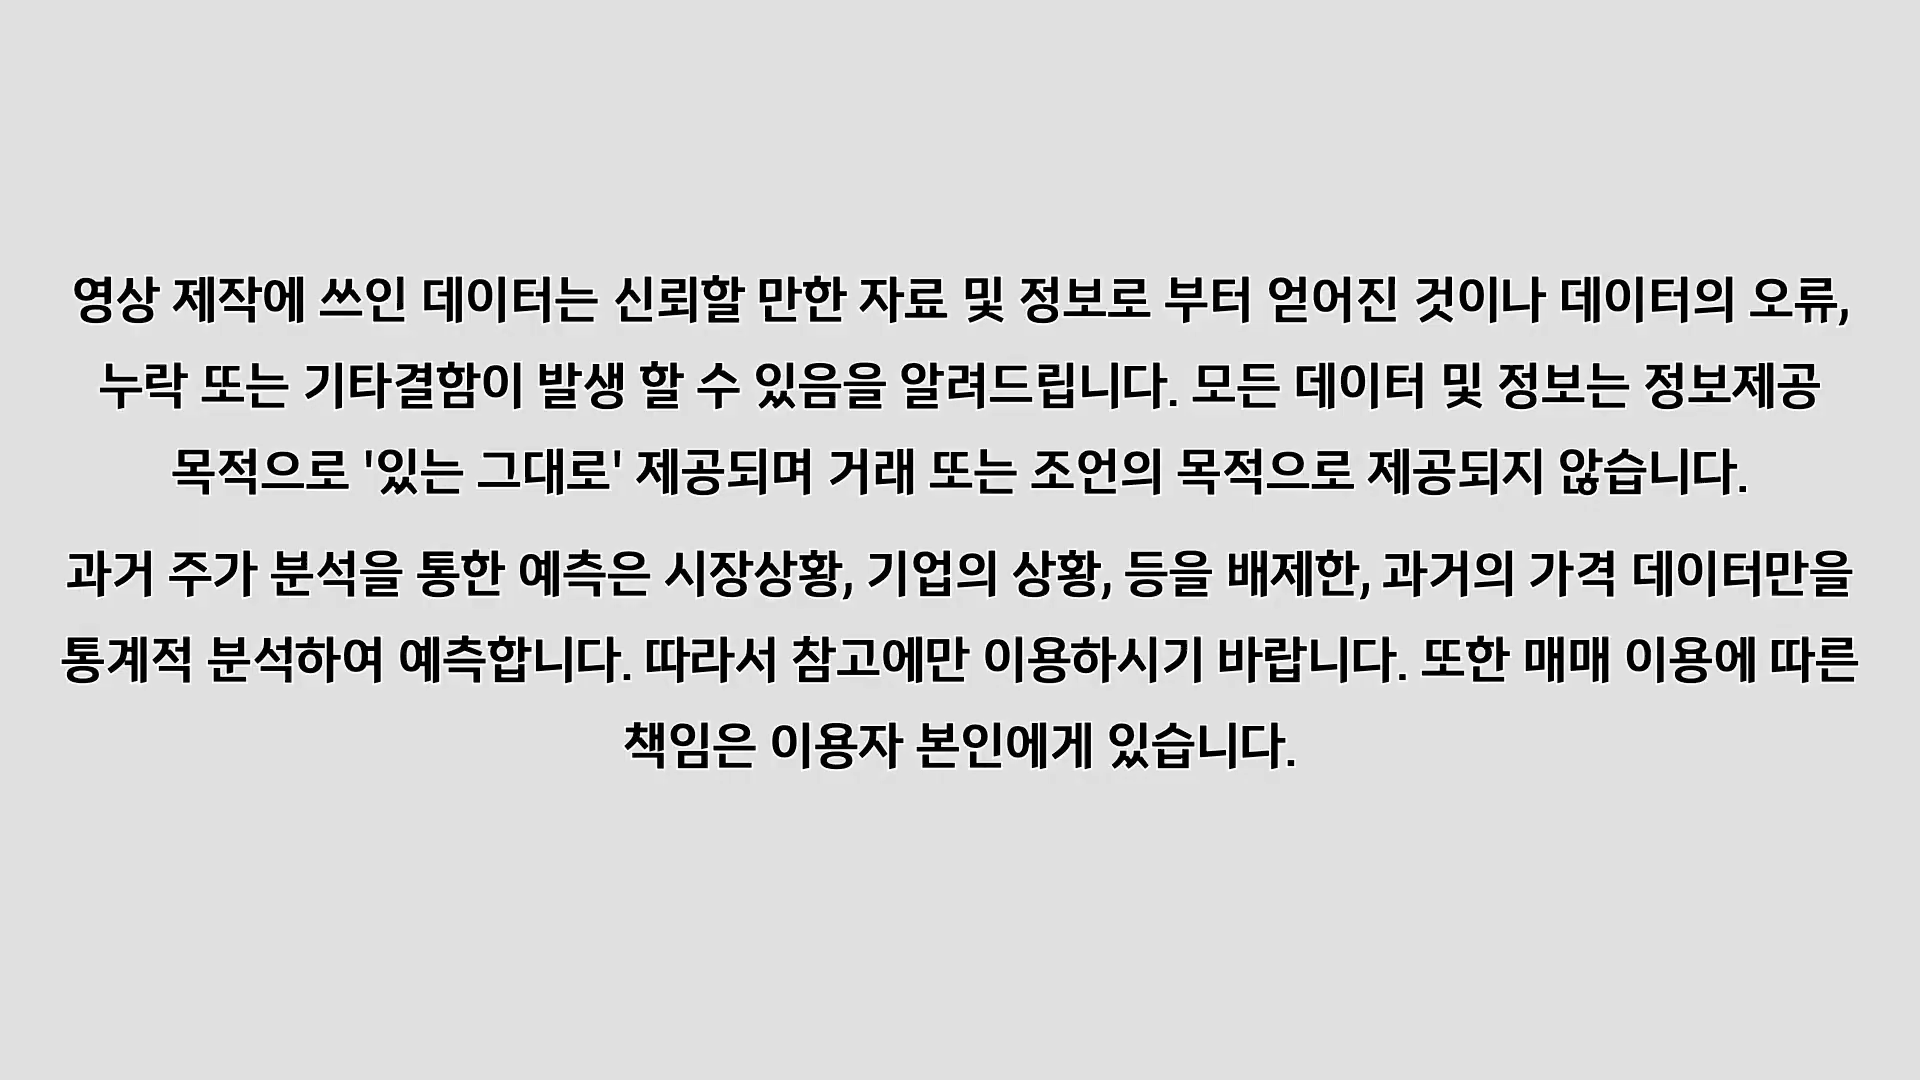 영상 제작에 쓰인 데이터는 신뢰할 만한 자료 및 정보로 부터 얻어진 것이나 데이터의 오류,
누락 또는 기타결함이 발생 할 수 있음을 알려드립니다. 모든 데이터 및 정보는 정보제공
목적으로 '있는 그대로' 제공되며 거래 또는 조언의 목적으로 제공되지 않습니다.
과거 주가 분석을 통한 예측은 시장상황, 기업의 상황, 등을 배제한, 과거의 가격 데이터만을
통계적 분석하여 예측합니다. 따라서 참고에만 이용하시기 바랍니다. 또한 매매 이용에 따른
책임은 이용자 본인에게 있습니다.